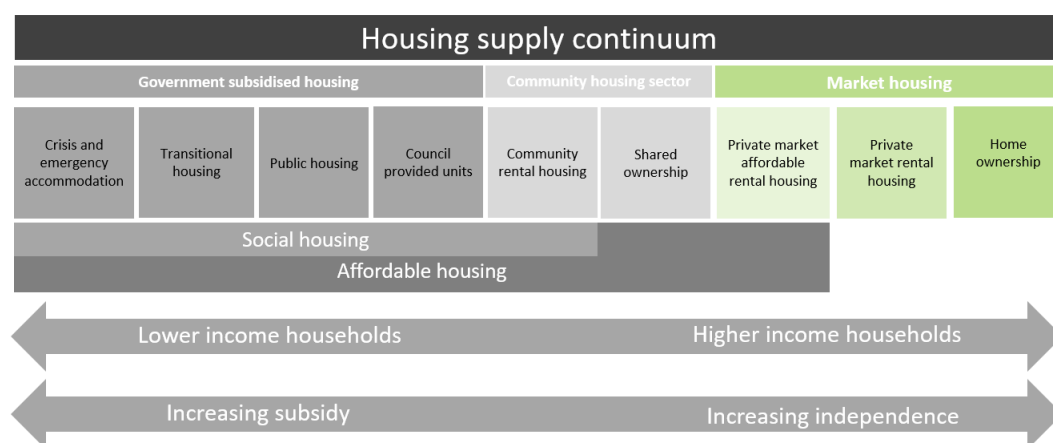 Housing supply continuum
Government subsidised housing
Community housing sector
Market housing
Crisis and
emergency
accommodation
Transitional
housing
Public housing
Council
provided units
Community
rental housing
Shared
ownership
Private market
affordable
rental housing
Private
market rental
housing
Home
ownership
Social housing
Affordable housing
Lower income households
Higher income households
Increasing subsidy
Increasing independence